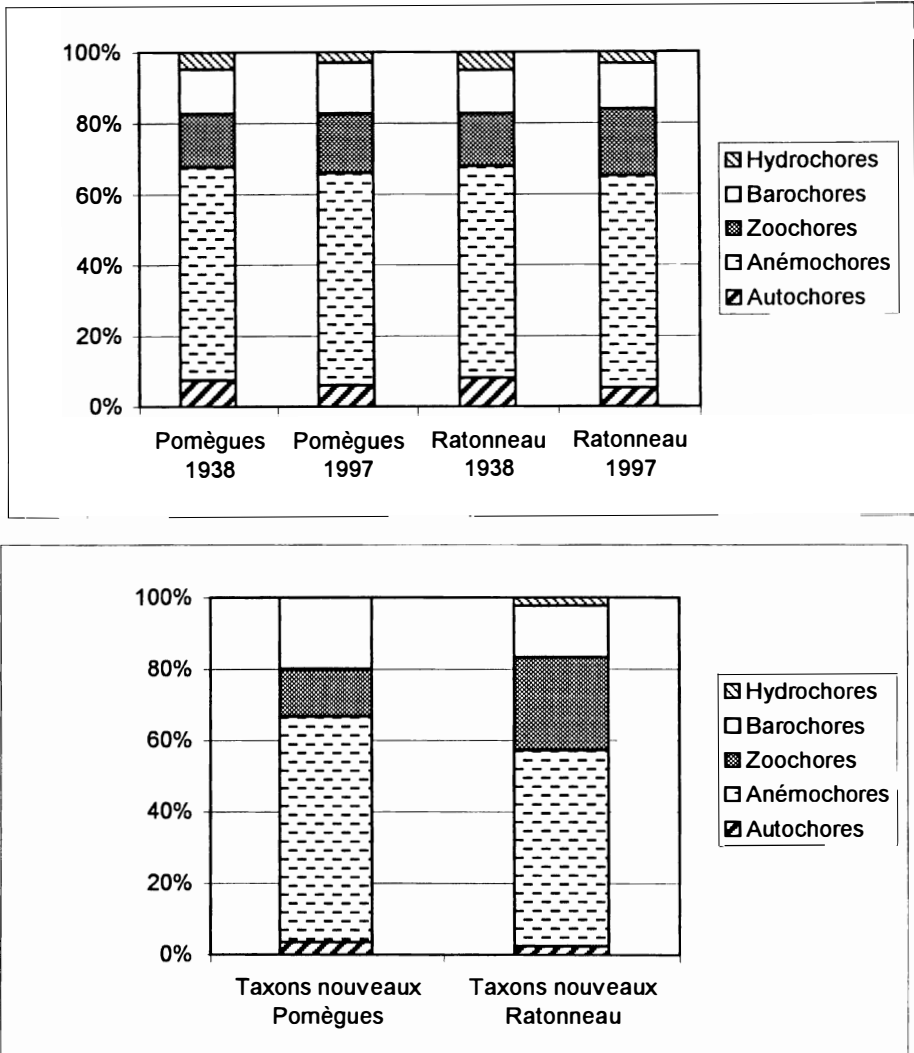 100%
80%
60%
40%
20%
0%
Pomègues 1938
Pomègues 1997
Ratonneau 1938
Ratonneau 1997
Hydrochores
Barochores
Zoochores
Anémochores
Autochores
100%
80%
60%
40%
20%
0%
Taxons nouveaux Pomègues
Taxons nouveaux Ratonneau
Hydrochores
Barochores
Zoochores
Anémochores
Autochores